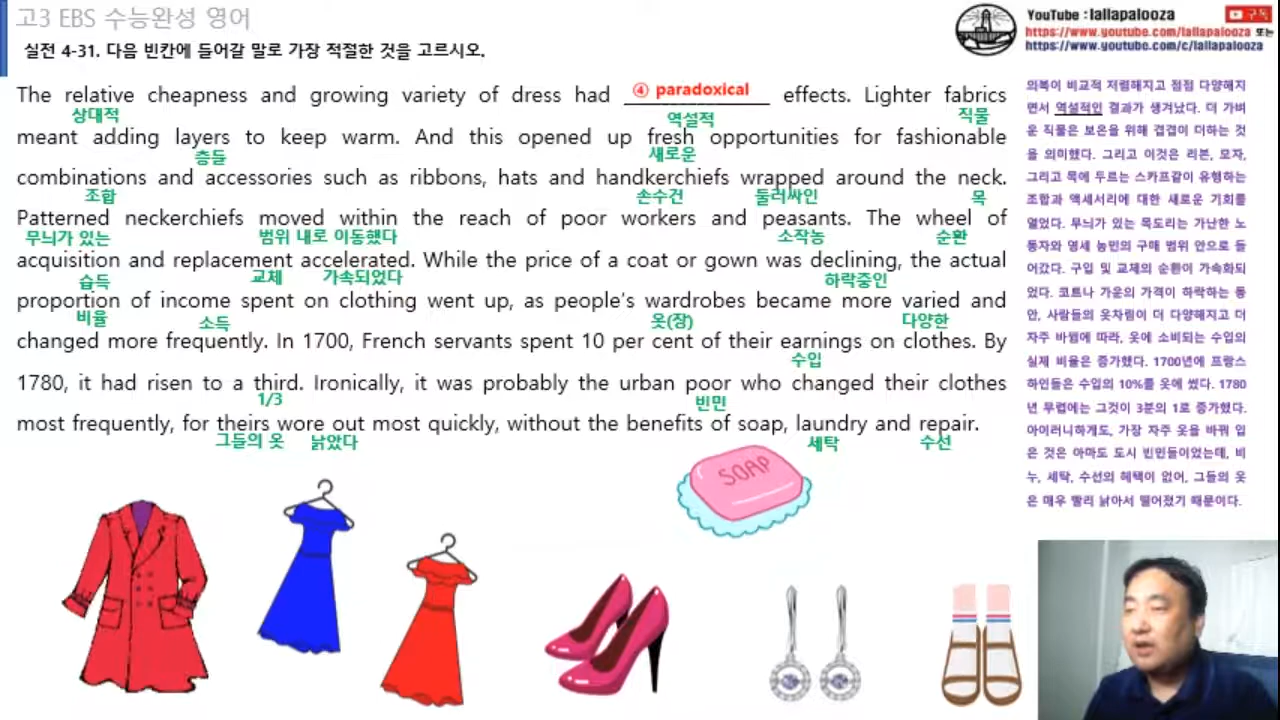 고3 EBS 수능완성 영어
YouTube : lallapalooza
구독
https://www.youtube.com/lallapalooza 또는
https://www.youtube.com/c/lallapalooza
실전 4-31. 다음 빈칸에 들어갈 말로 가장 적절한 것을 고르시오.
The relative cheapness and growing variety of dress had ④ paradoxical effects. Lighter fabrics
상대적 역설적 직물
meant adding layers to keep warm. And this opened up fresh opportunities for fashionable
층들 새로운
combinations and accessories such as ribbons, hats and handkerchiefs wrapped around the neck.
조합 손수건 둘러싸인 목
Patterned neckerchiefs moved within the reach of poor workers and peasants. The wheel of
무늬가 있는 범위 내로 이동했다 소작농 순환
acquisition and replacement accelerated. While the price of a coat or gown was declining, the actual
습득 교체 가속되었다 하락중인
proportion of income spent on clothing went up, as people's wardrobes became more varied and
비율 소득 옷(장) 다양한
changed more frequently. In 1700, French servants spent 10 per cent of their earnings on clothes. By
수입
1780, it had risen to a third. Ironically, it was probably the urban poor who changed their clothes
1/3 빈민
most frequently, for theirs wore out most quickly, without the benefits of soap, laundry and repair.
그들의 옷 낡았다 세탁 수선
의복이 비교적 저렴해지고 점점 다양해지
면서 역설적인 결과가 생겨났다. 더 가벼
운 직물은 보온을 위해 겹겹이 더하는 것
을 의미했다. 그리고 이것은 리본, 모자,
그리고 목에 두르는 스카프같이 유행하는
조합과 액세서리에 대한 새로운 기회를
열었다. 무늬가 있는 목도리는 가난한 노
동자와 영세 농민의 구매 범위 안으로 들
어갔다. 구입 및 교체의 순환이 가속화되
었다. 코트나 가운의 가격이 하락하는 동
안, 사람들의 옷차림이 더 다양해지고 더
자주 바뀜에 따라, 옷에 소비되는 수입의
실제 비율은 증가했다. 1700년에 프랑스
하인들은 수입의 10%를 옷에 썼다. 1780
년 무렵에는 그것이 3분의 1로 증가했다.
아이러니하게도, 가장 자주 옷을 바꿔 입
은 것은 아마도 도시 빈민들이었는데, 비
누, 세탁, 수선의 혜택이 없어, 그들의 옷
은 매우 빨리 낡아서 떨어졌기 때문이다.
SOAP